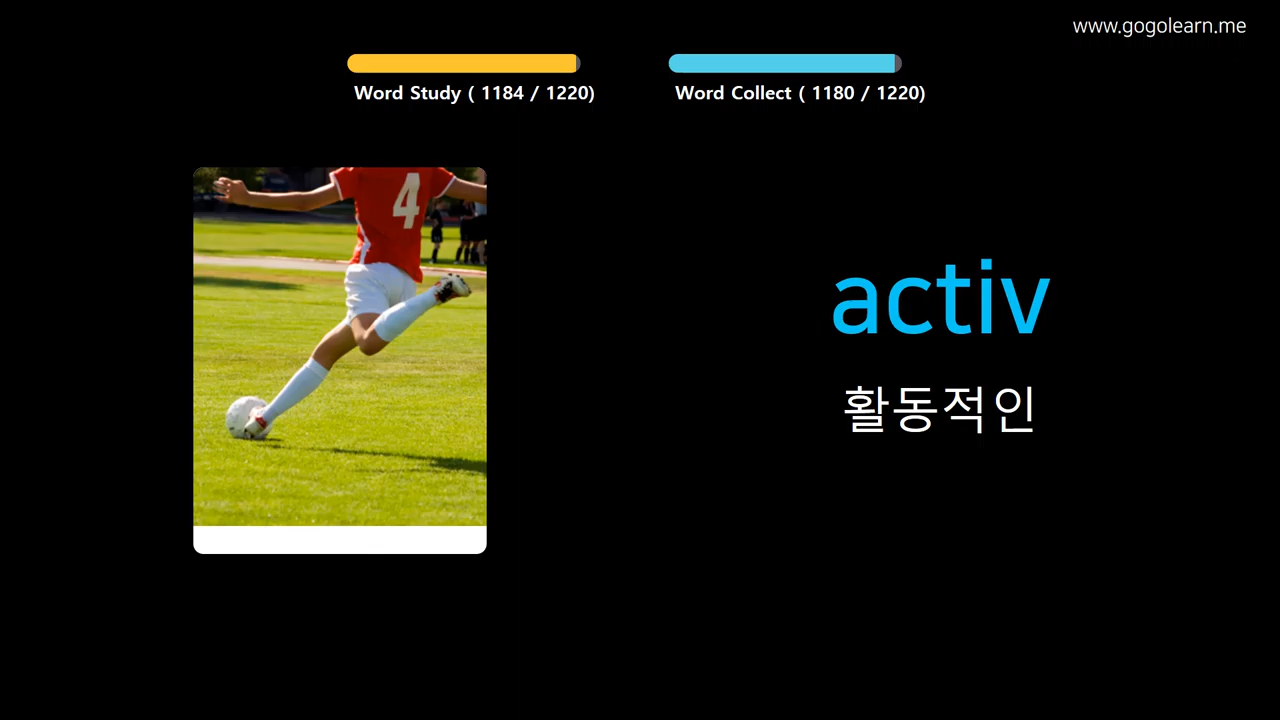 www.gogolearn.me
Word Study ( 1184 / 1220)
Word Collect ( 1180 / 1220)
4
activ
활동적인